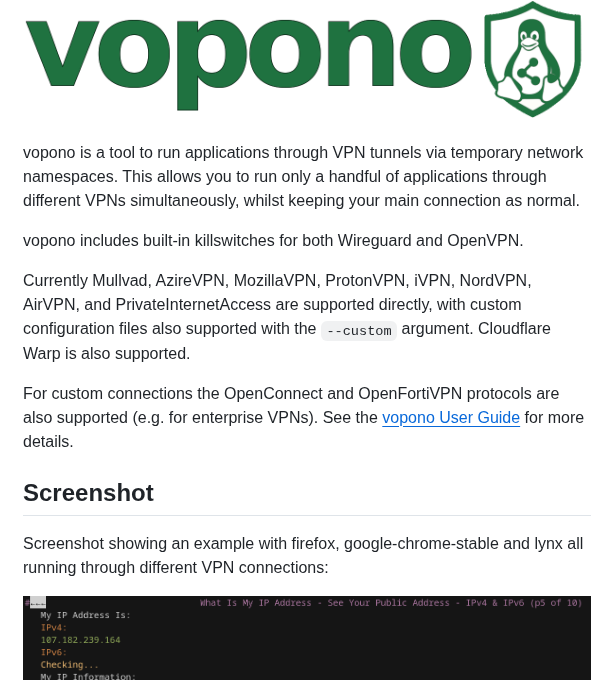 vopono
vopono is a tool to run applications through VPN tunnels via temporary network
namespaces. This allows you to run only a handful of applications through
different VPNs simultaneously, whilst keeping your main connection as normal.
vopono includes built-in killswitches for both Wireguard and OpenVPN.
Currently Mullvad, AzireVPN, MozillaVPN, ProtonVPN, iVPN, NordVPN,
AirVPN, and PrivateInternetAccess are supported directly, with custom
configuration files also supported with the --custom argument. Cloudflare
Warp is also supported.
For custom connections the OpenConnect and OpenFortiVPN protocols are
also supported (e.g. for enterprise VPNs). See the vopono User Guide for more
details.
Screenshot
Screenshot showing an example with firefox, google-chrome-stable and lynx all
running through different VPN connections:
What Is My IP Address - See Your Public Address - IPv4 & IPv6 (p5 of 10)
My IP Address Is:
IPv4:
107.182.239.164
IPv6:
Checking...
My IP Information: